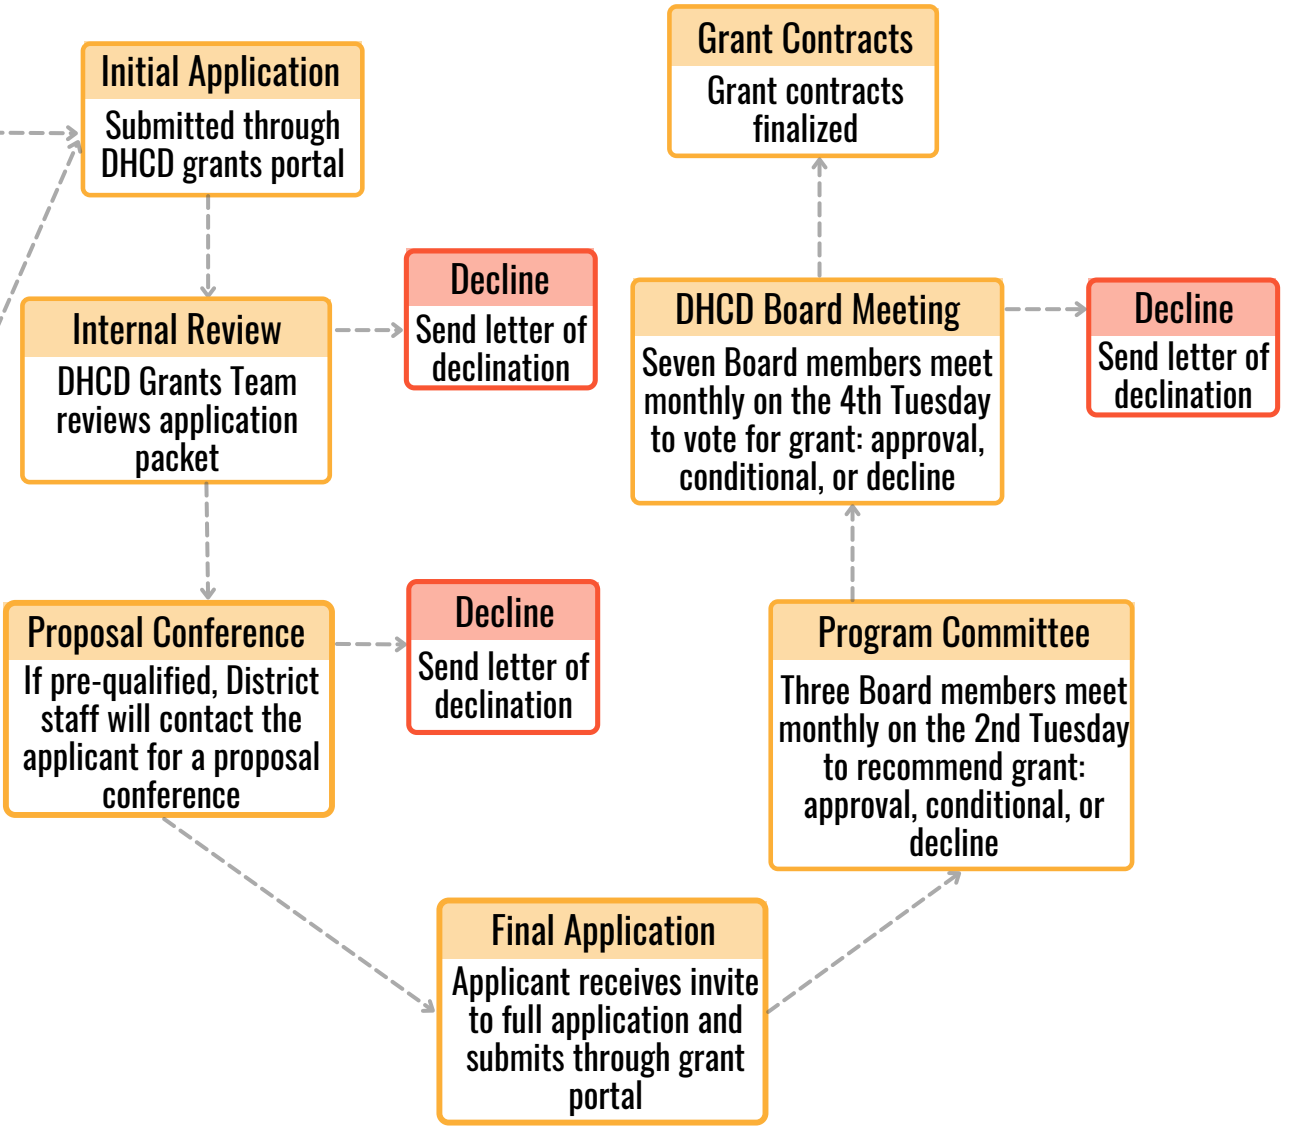 Initial Application
Submitted through
DHCD grants portal
Internal Review
DHCD Grants Team
reviews application
packet
Decline
Send letter of
declination
Proposal Conference
If pre-qualified, District
staff will contact the
applicant for a proposal
conference
Decline
Send letter of
declination
Final Application
Applicant receives invite
to full application and
submits through grant
portal
Program Committee
Three Board members meet
monthly on the 2nd Tuesday
to recommend grant:
approval, conditional, or
decline
DHCD Board Meeting
Seven Board members meet
monthly on the 4th Tuesday
to vote for grant: approval,
conditional, or decline
Decline
Send letter of
declination
Grant Contracts
Grant contracts
finalized